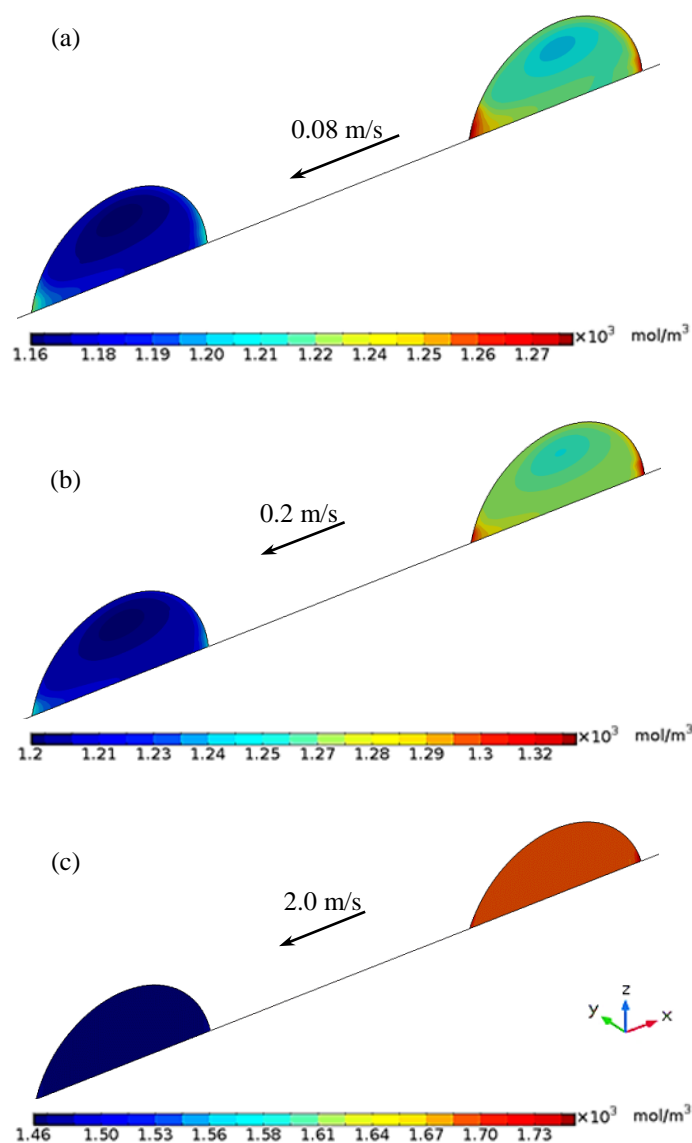 (a)
0.08 m/s
×10³ mol/m³
1.16 1.18 1.19 1.20 1.21 1.22 1.24 1.25 1.26 1.27
(b)
0.2 m/s
×10³ mol/m³
1.2 1.21 1.23 1.24 1.25 1.27 1.28 1.29 1.3 1.32
(c)
2.0 m/s
z
y x
×10³ mol/m³
1.46 1.50 1.53 1.56 1.58 1.61 1.64 1.67 1.70 1.73